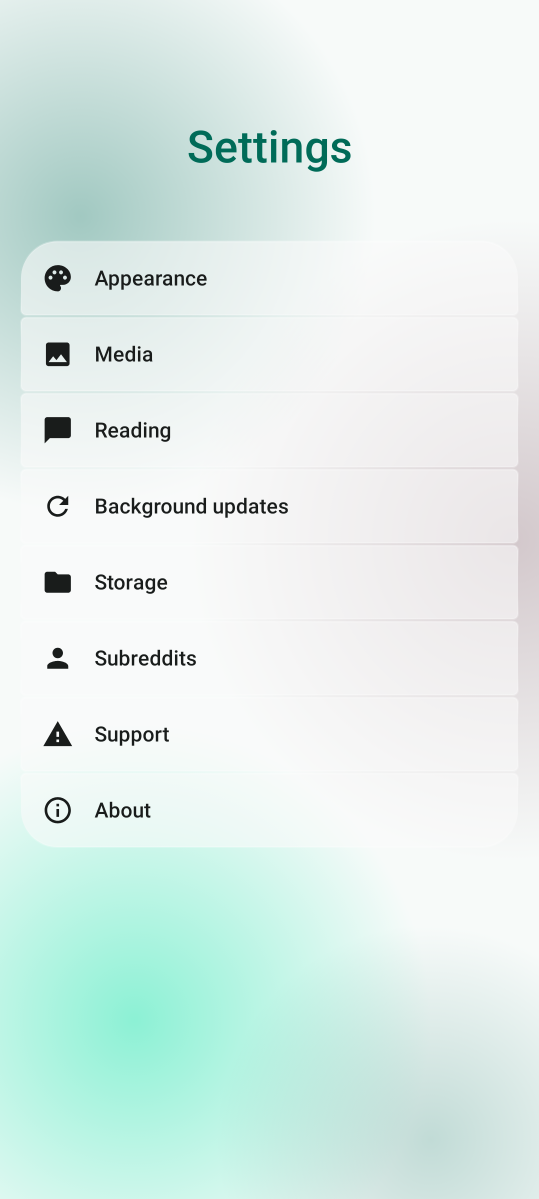 Settings
Appearance
Media
Reading
Background updates
Storage
Subreddits
Support
About